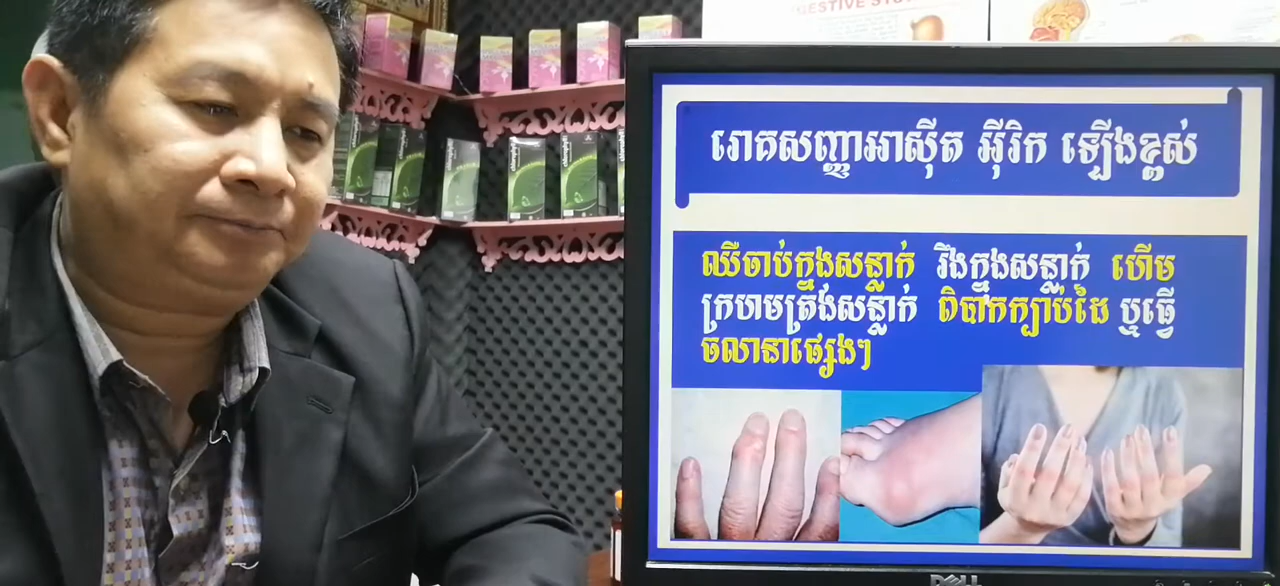 GESTIVE
រោគសញ្ញាអាស៊ីត អ៊ីរិក ឡើងខ្ពស់
ឈឺចាប់ក្នុងសន្លាក់ រឹងក្នុងសន្លាក់ ហើម
ក្រហមត្រង់សន្លាក់ ពិបាកក្បាប់ដៃ ឬធ្វើ
ចលានាផ្សេងៗ
DELL